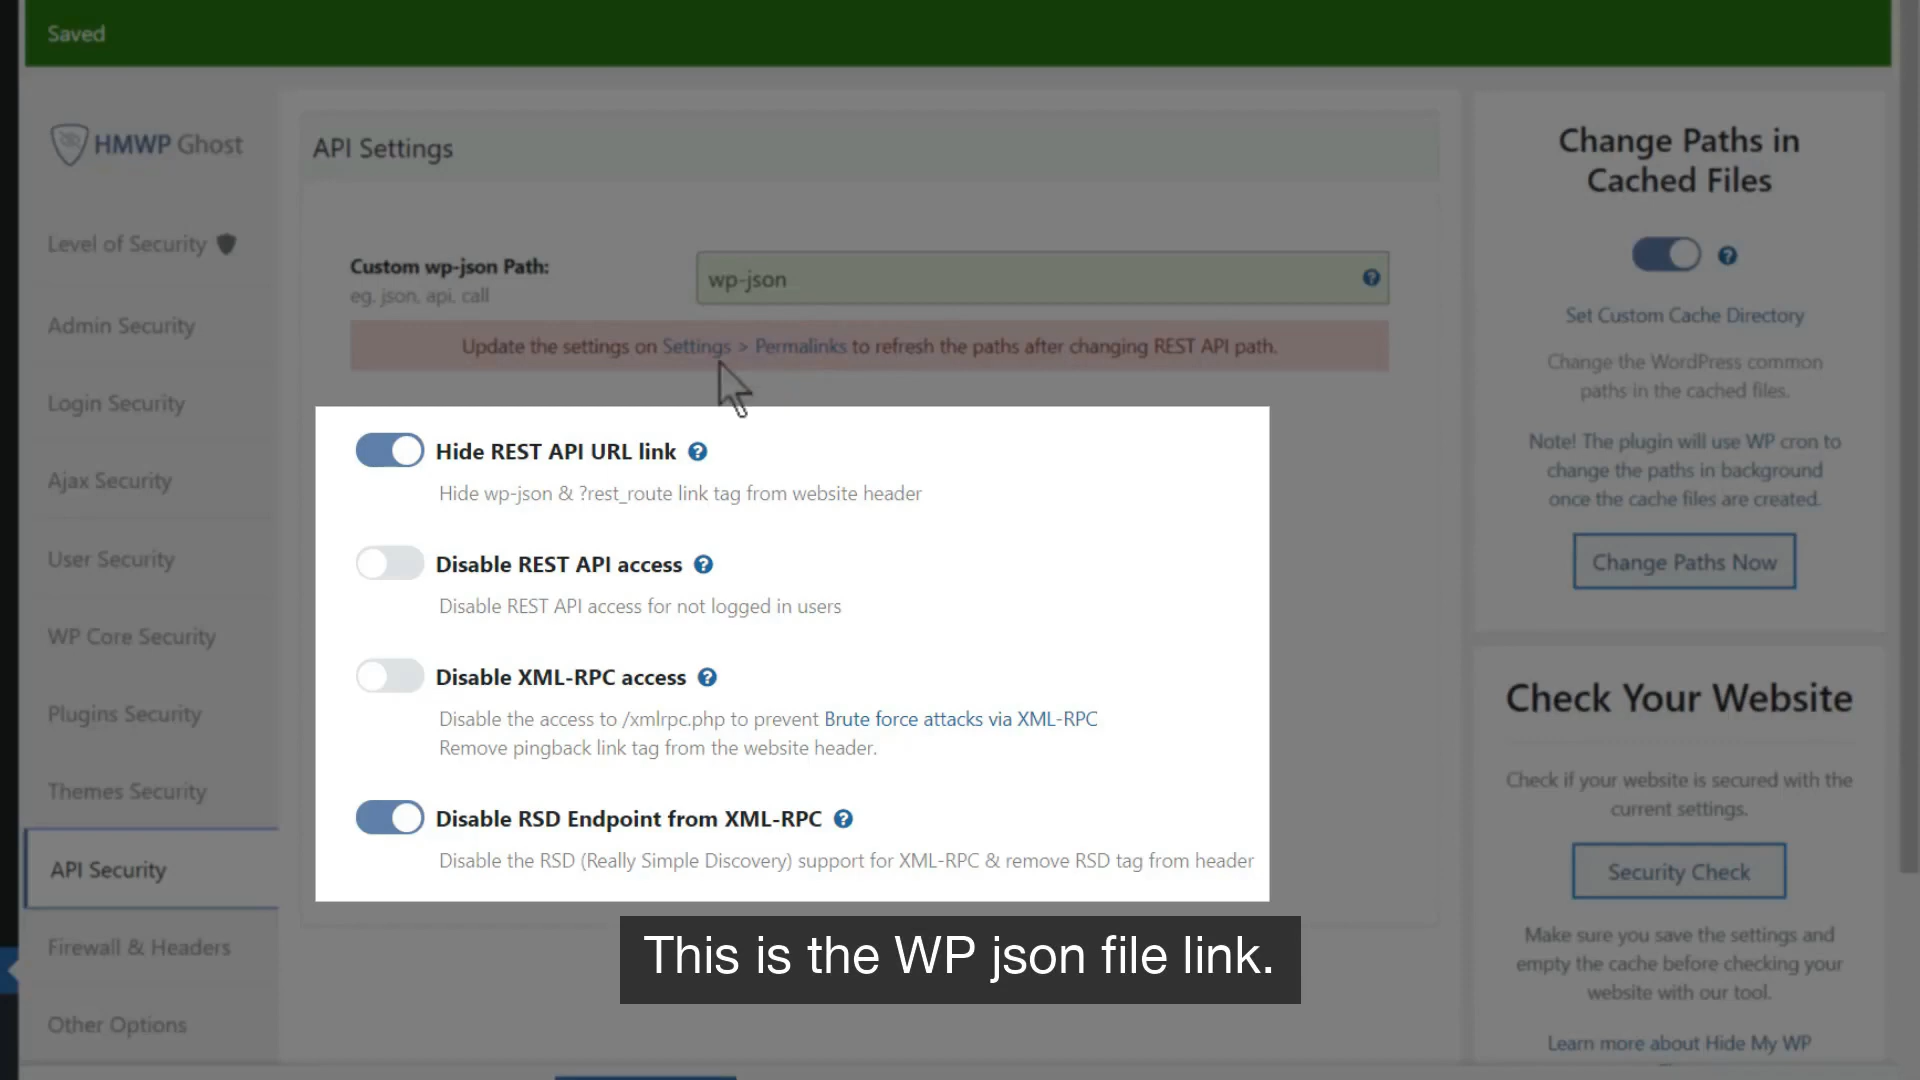 Saved
HMWP Ghost
Level of Security
Admin Security
Login Security
Ajax Security
User Security
WP Core Security
Plugins Security
Themes Security
API Security
Firewall & Headers
Other Options
API Settings
Custom wp-json Path:
eg. json, api, call
wp-json
Update the settings on Settings > Permalinks to refresh the paths after changing REST API path.
Hide REST API URL link
Hide wp-json & ?rest_route link tag from website header
Disable REST API access
Disable REST API access for not logged in users
Disable XML-RPC access
Disable the access to /xmlrpc.php to prevent Brute force attacks via XML-RPC
Remove pingback link tag from the website header.
Disable RSD Endpoint from XML-RPC
Disable the RSD (Really Simple Discovery) support for XML-RPC & remove RSD tag from header
This is the WP json file link.
Change Paths in
Cached Files
Set Custom Cache Directory
Change the WordPress common
paths in the cached files.
Note! The plugin will use WP cron to
change the paths in background
once the cache files are created.
Change Paths Now
Check Your Website
Check if your website is secured with the
current settings.
Security Check
Make sure you save the settings and
empty the cache before checking your
website with our tool.
Learn more about Hide My WP